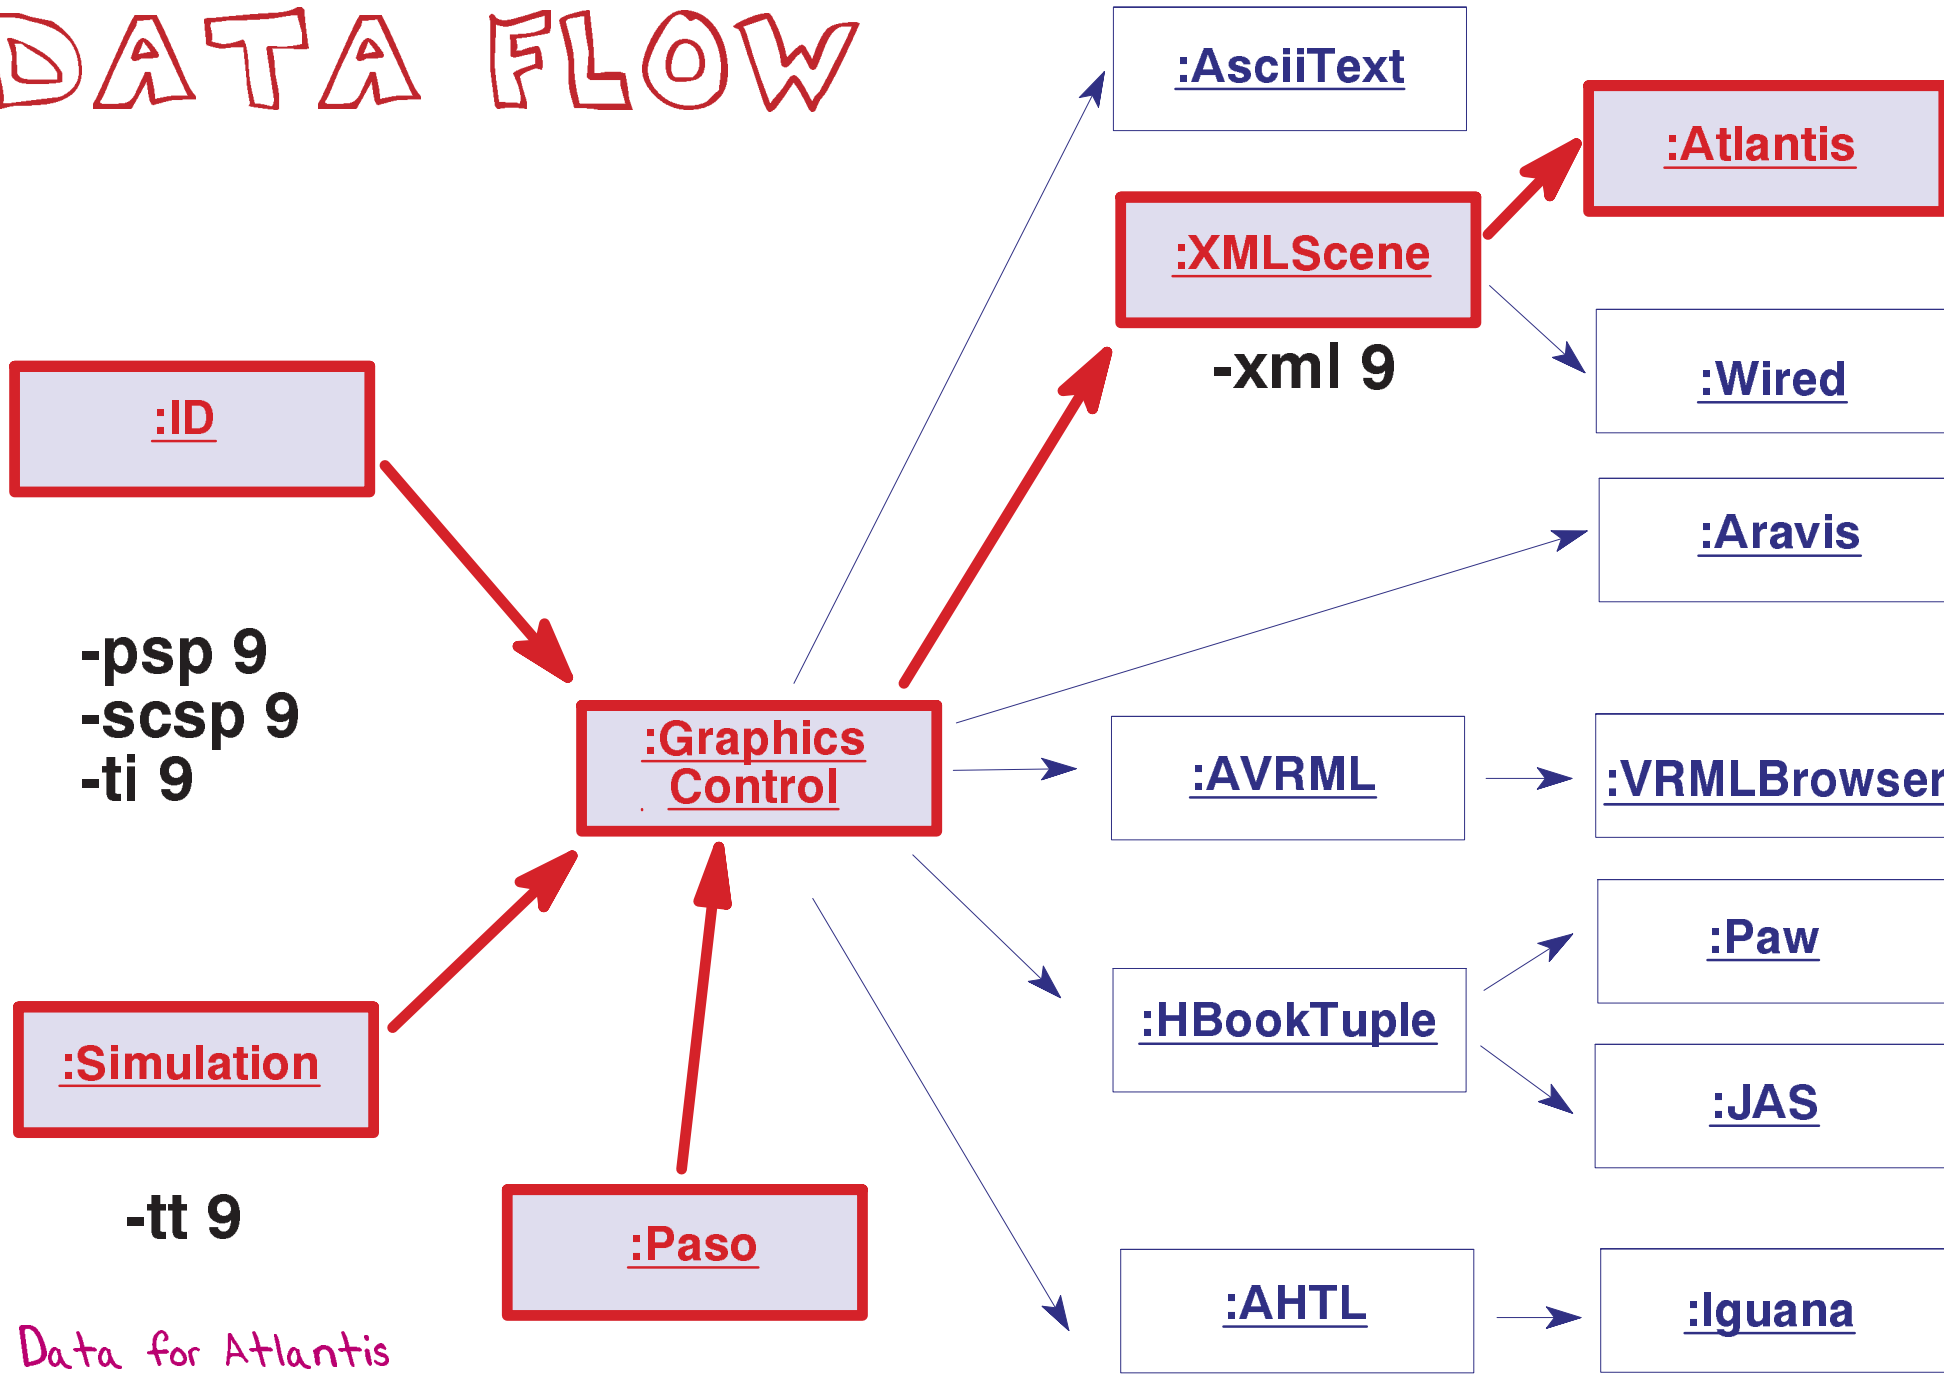 DATA FLOW
:AsciiText
:Atlantis
:XMLScene
-xml 9
:Wired
:ID
:Aravis
-psp 9
-scsp 9
-ti 9
:Graphics
Control
:AVRML
:VRMLBrowser
:Paw
:HBookTuple
:Simulation
:JAS
-tt 9
:Paso
:AHTL
:Iguana
Data for Atlantis